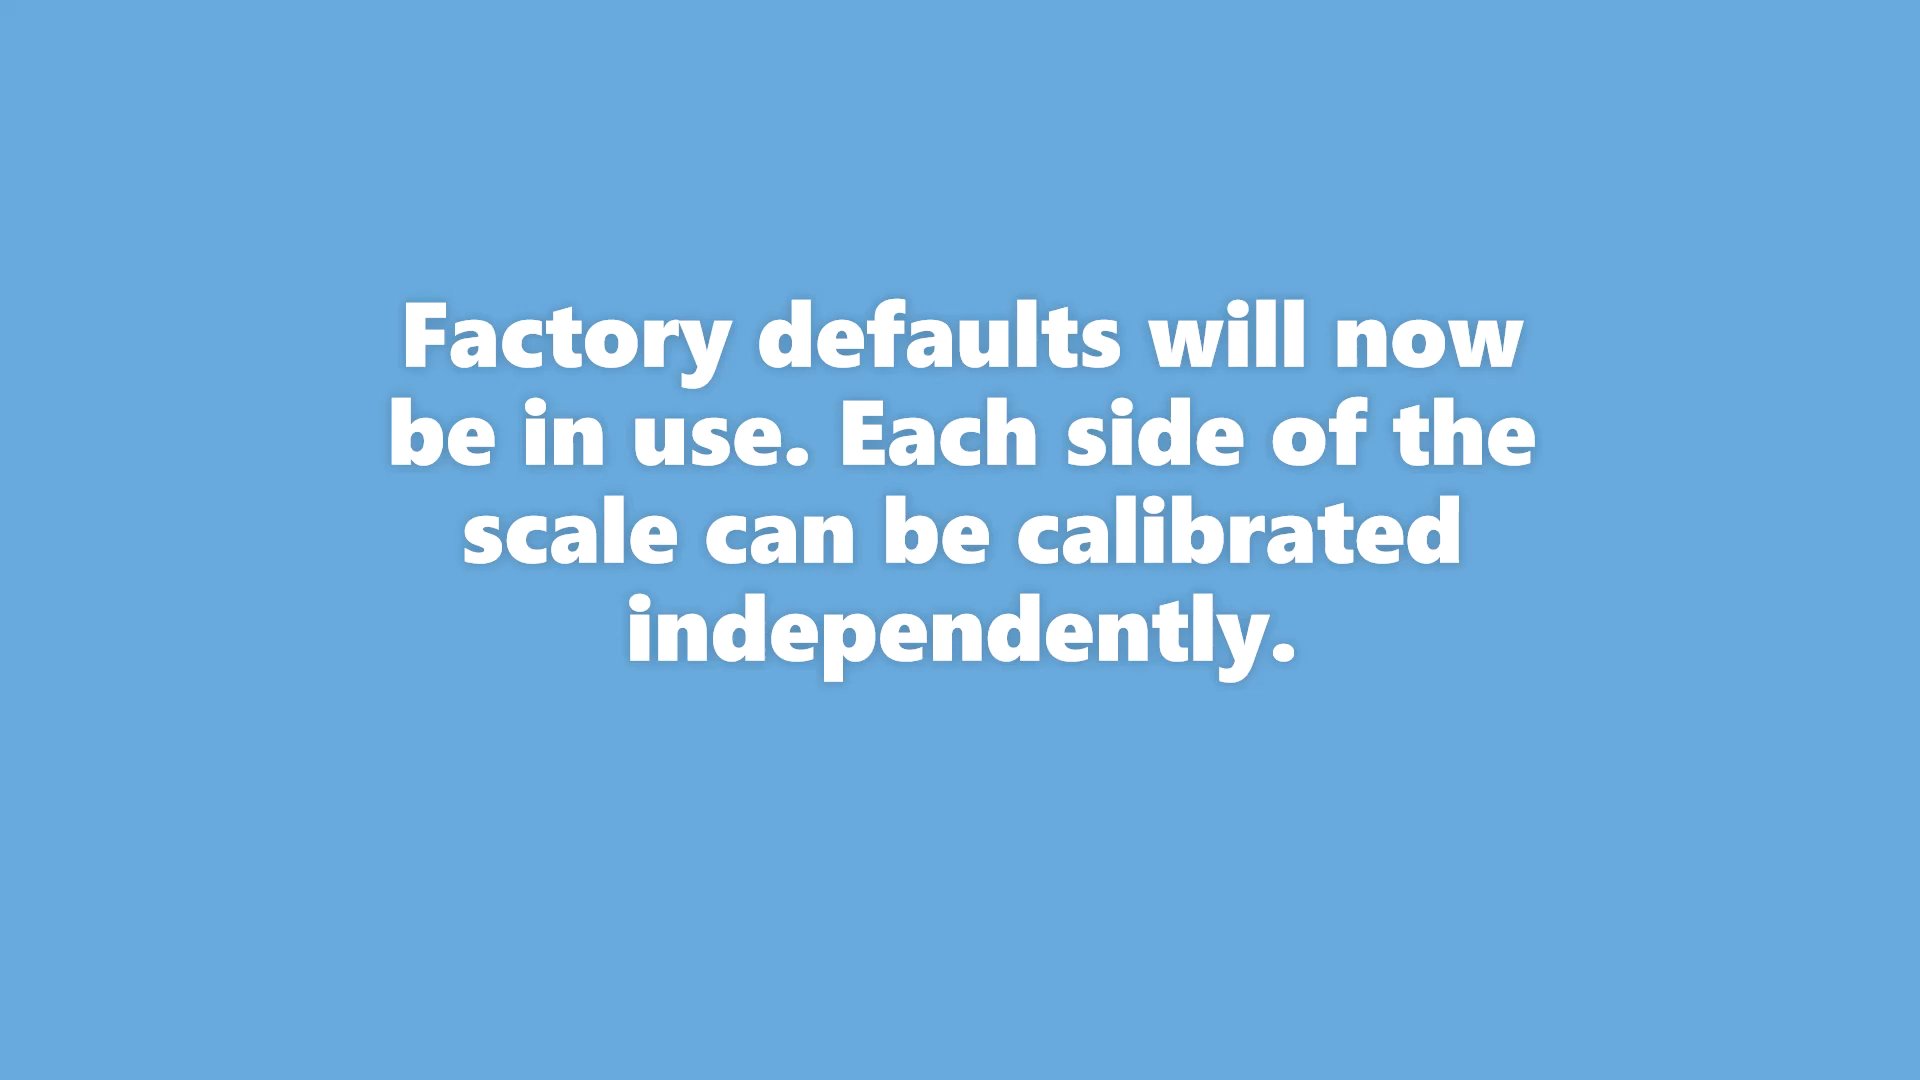 Factory defaults will now
be in use. Each side of the
scale can be calibrated
independently.